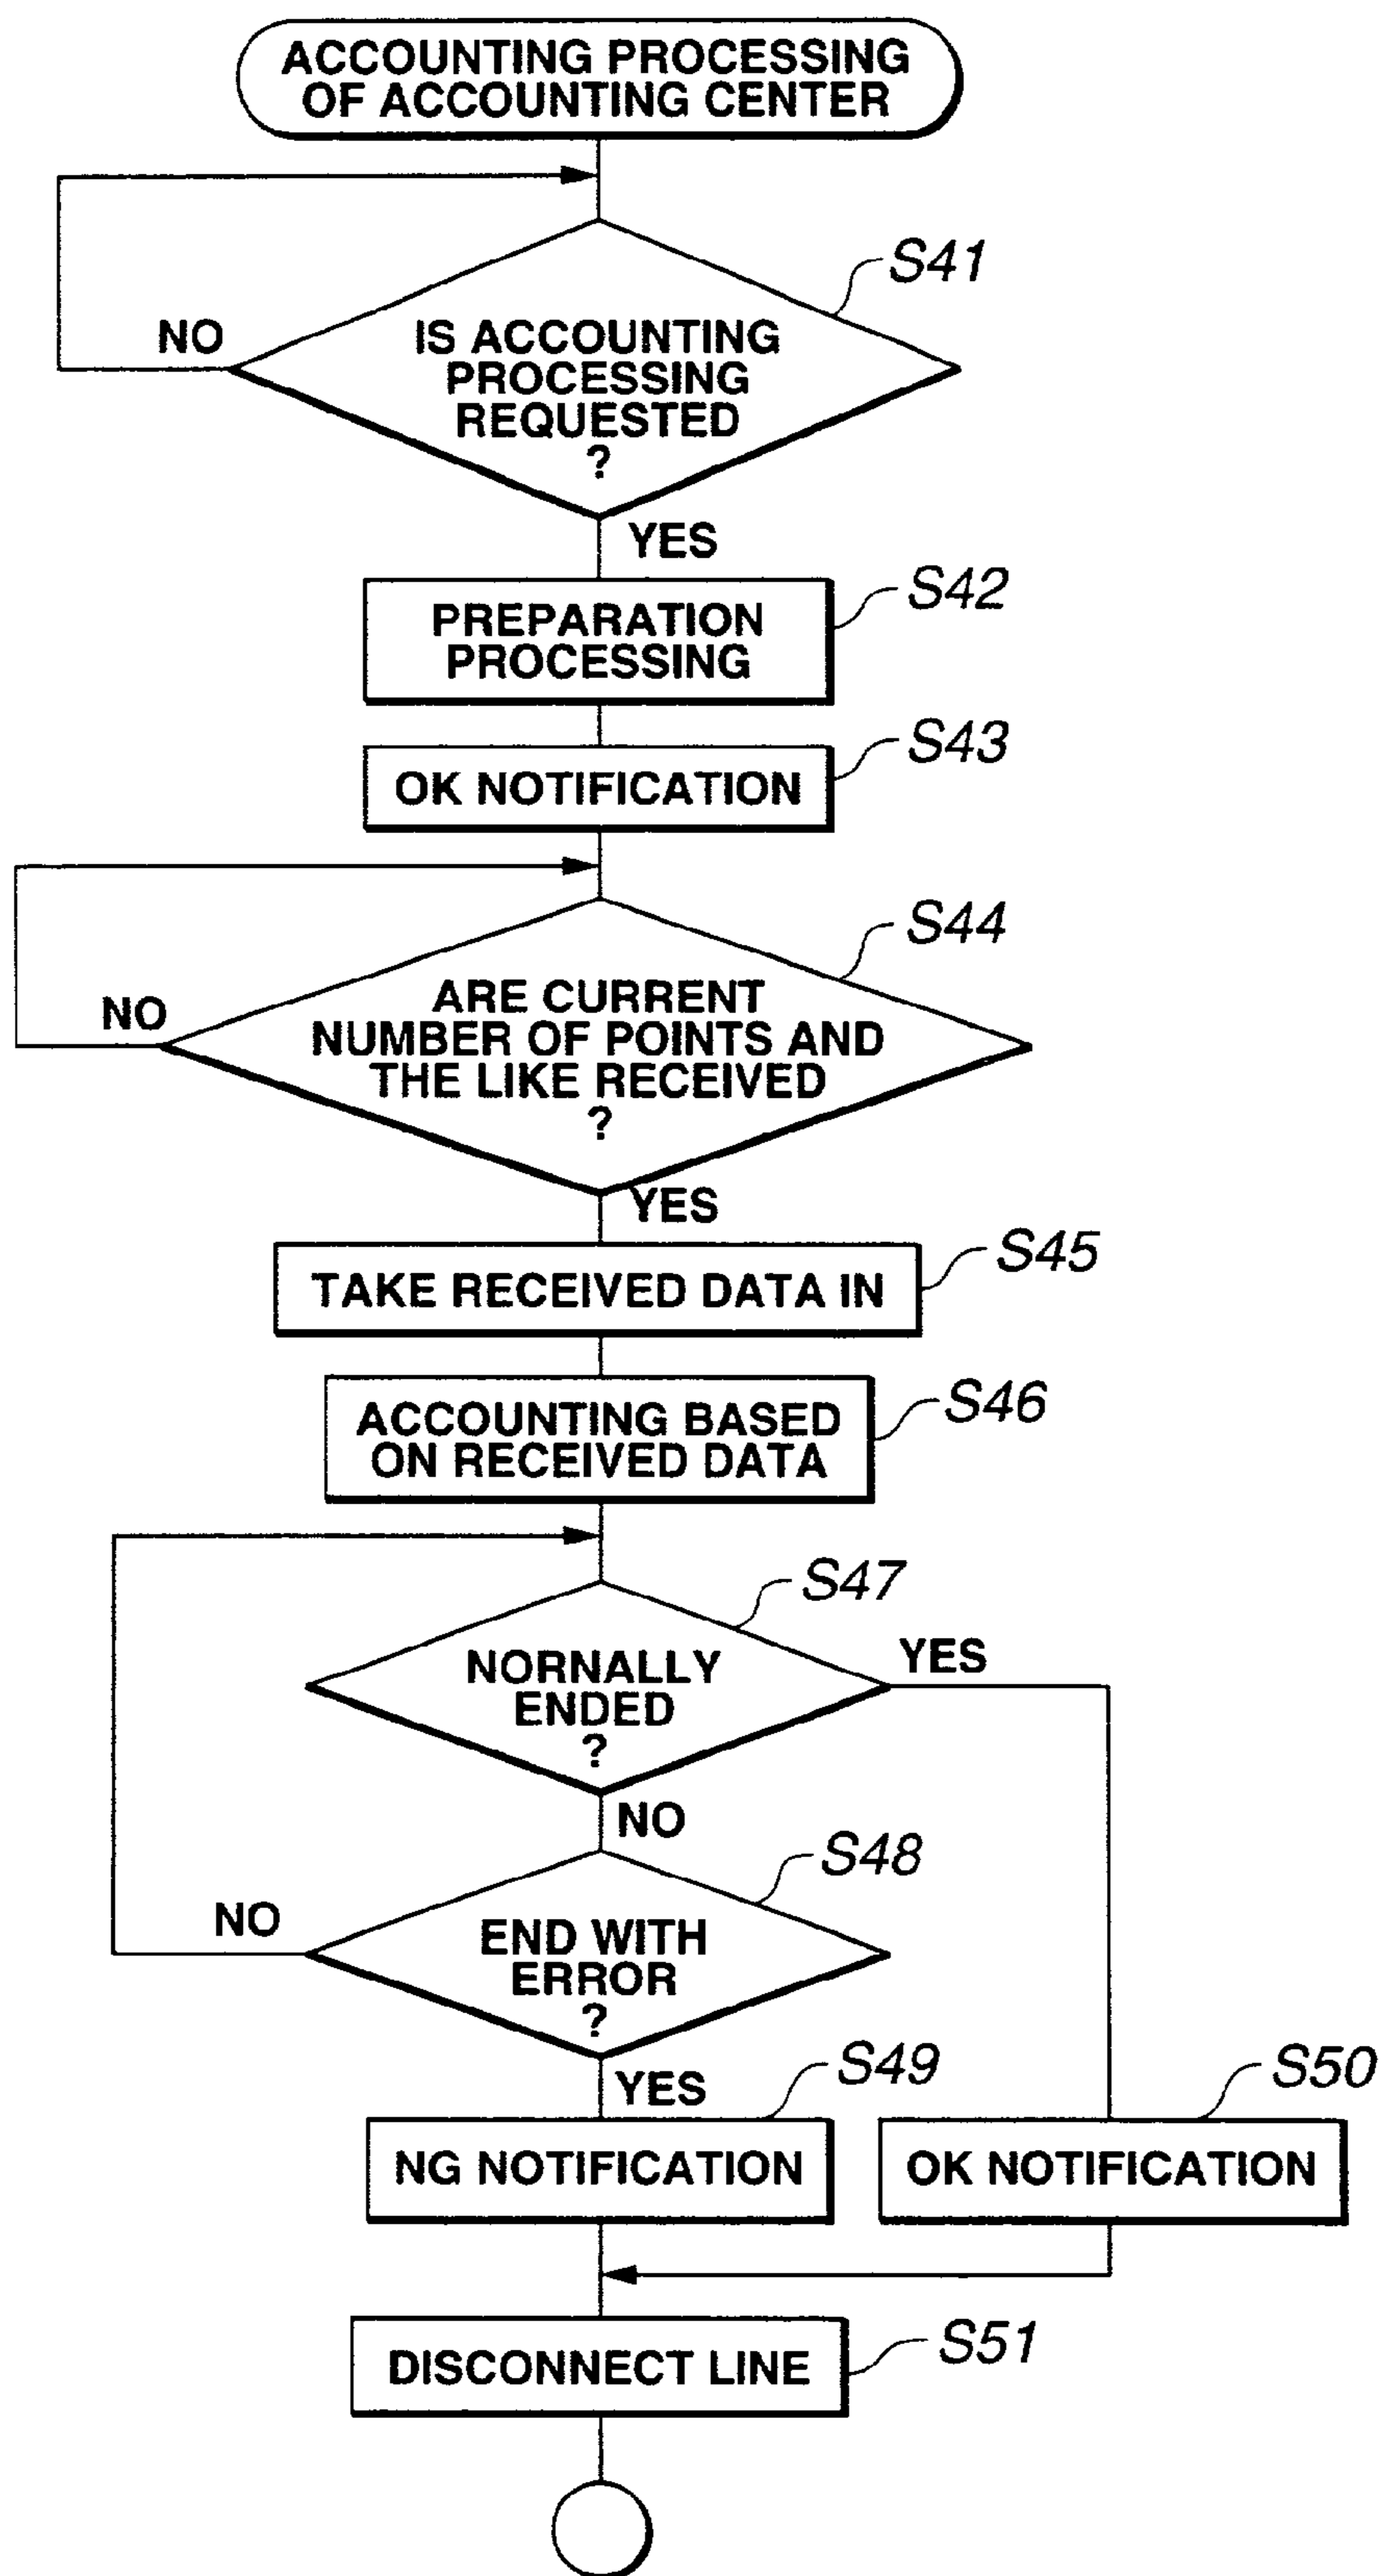 ACCOUNTING PROCESSING
OF ACCOUNTING CENTER
S41
NO
IS ACCOUNTING
PROCESSING
REQUESTED
?
YES
S42
PREPARATION
PROCESSING
S43
OK NOTIFICATION
S44
NO
ARE CURRENT
NUMBER OF POINTS AND
THE LIKE RECEIVED
?
YES
S45
TAKE RECEIVED DATA IN
S46
ACCOUNTING BASED
ON RECEIVED DATA
S47
YES
NORNALLY
ENDED
?
NO
S48
NO
END WITH
ERROR
?
YES
S49
S50
NG NOTIFICATION
OK NOTIFICATION
S51
DISCONNECT LINE